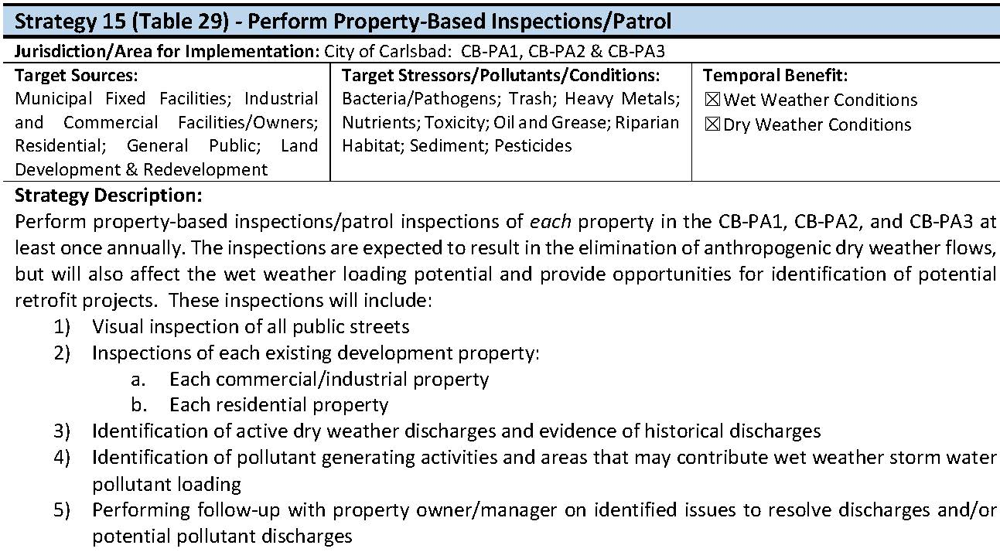 Strategy 15 (Table 29) - Perform Property-Based Inspections/Patrol
Jurisdiction/Area for Implementation: City of Carlsbad: CB-PA1, CB-PA2 & CB-PA3
Target Sources:
Municipal Fixed Facilities; Industrial
and Commercial Facilities/Owners;
Residential; General Public; Land
Development & Redevelopment
Target Stressors/Pollutants/Conditions:
Bacteria/Pathogens; Trash; Heavy Metals;
Nutrients; Toxicity; Oil and Grease; Riparian
Habitat; Sediment; Pesticides
Temporal Benefit:
☒Wet Weather Conditions
☒Dry Weather Conditions
Strategy Description:
Perform property-based inspections/patrol inspections of each property in the CB-PA1, CB-PA2, and CB-PA3 at
least once annually. The inspections are expected to result in the elimination of anthropogenic dry weather flows,
but will also affect the wet weather loading potential and provide opportunities for identification of potential
retrofit projects. These inspections will include:
1) Visual inspection of all public streets
2) Inspections of each existing development property:
a. Each commercial/industrial property
b. Each residential property
3) Identification of active dry weather discharges and evidence of historical discharges
4) Identification of pollutant generating activities and areas that may contribute wet weather storm water
pollutant loading
5) Performing follow-up with property owner/manager on identified issues to resolve discharges and/or
potential pollutant discharges